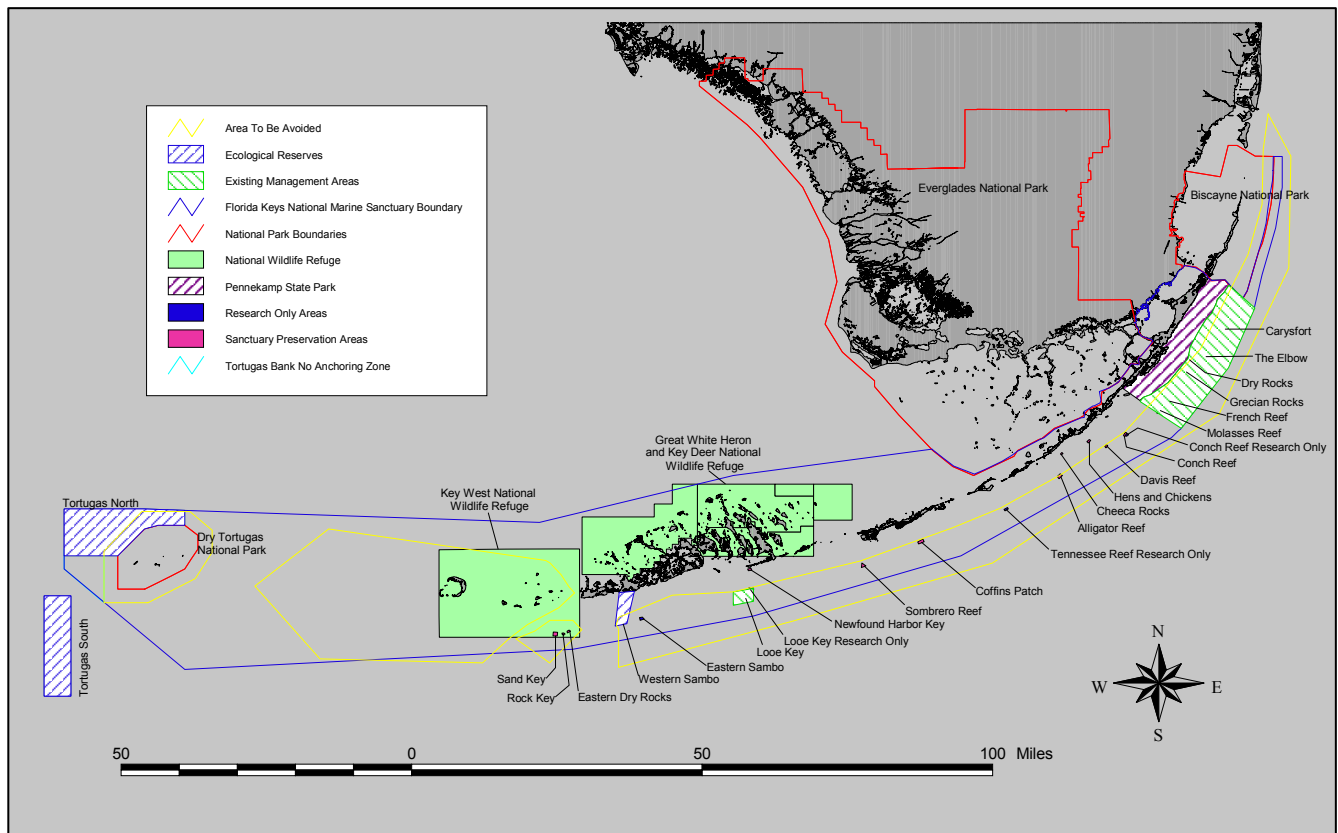 Area To Be Avoided
Ecological Reserves
Existing Management Areas
Florida Keys National Marine Sanctuary Boundary
National Park Boundaries
National Wildlife Refuge
Pennekamp State Park
Research Only Areas
Sanctuary Preservation Areas
Tortugas Bank No Anchoring Zone
Everglades National Park
Biscayne National Park
Carysfort
The Elbow
Dry Rocks
Grecian Rocks
French Reef
Molasses Reef
Conch Reef Research Only
Conch Reef
Davis Reef
Hens and Chickens
Cheeca Rocks
Alligator Reef
Tennessee Reef Research Only
Coffins Patch
Sombrero Reef
Newfound Harbor Key
Looe Key Research Only
Looe Key
Eastern Sambo
Western Sambo
Eastern Dry Rocks
Rock Key
Sand Key
Great White Heron
and Key Deer National
Wildlife Refuge
Key West National
Wildlife Refuge
Tortugas North
Dry Tortugas
National Park
Tortugas South
N
W
E
S
50 0 50 100 Miles